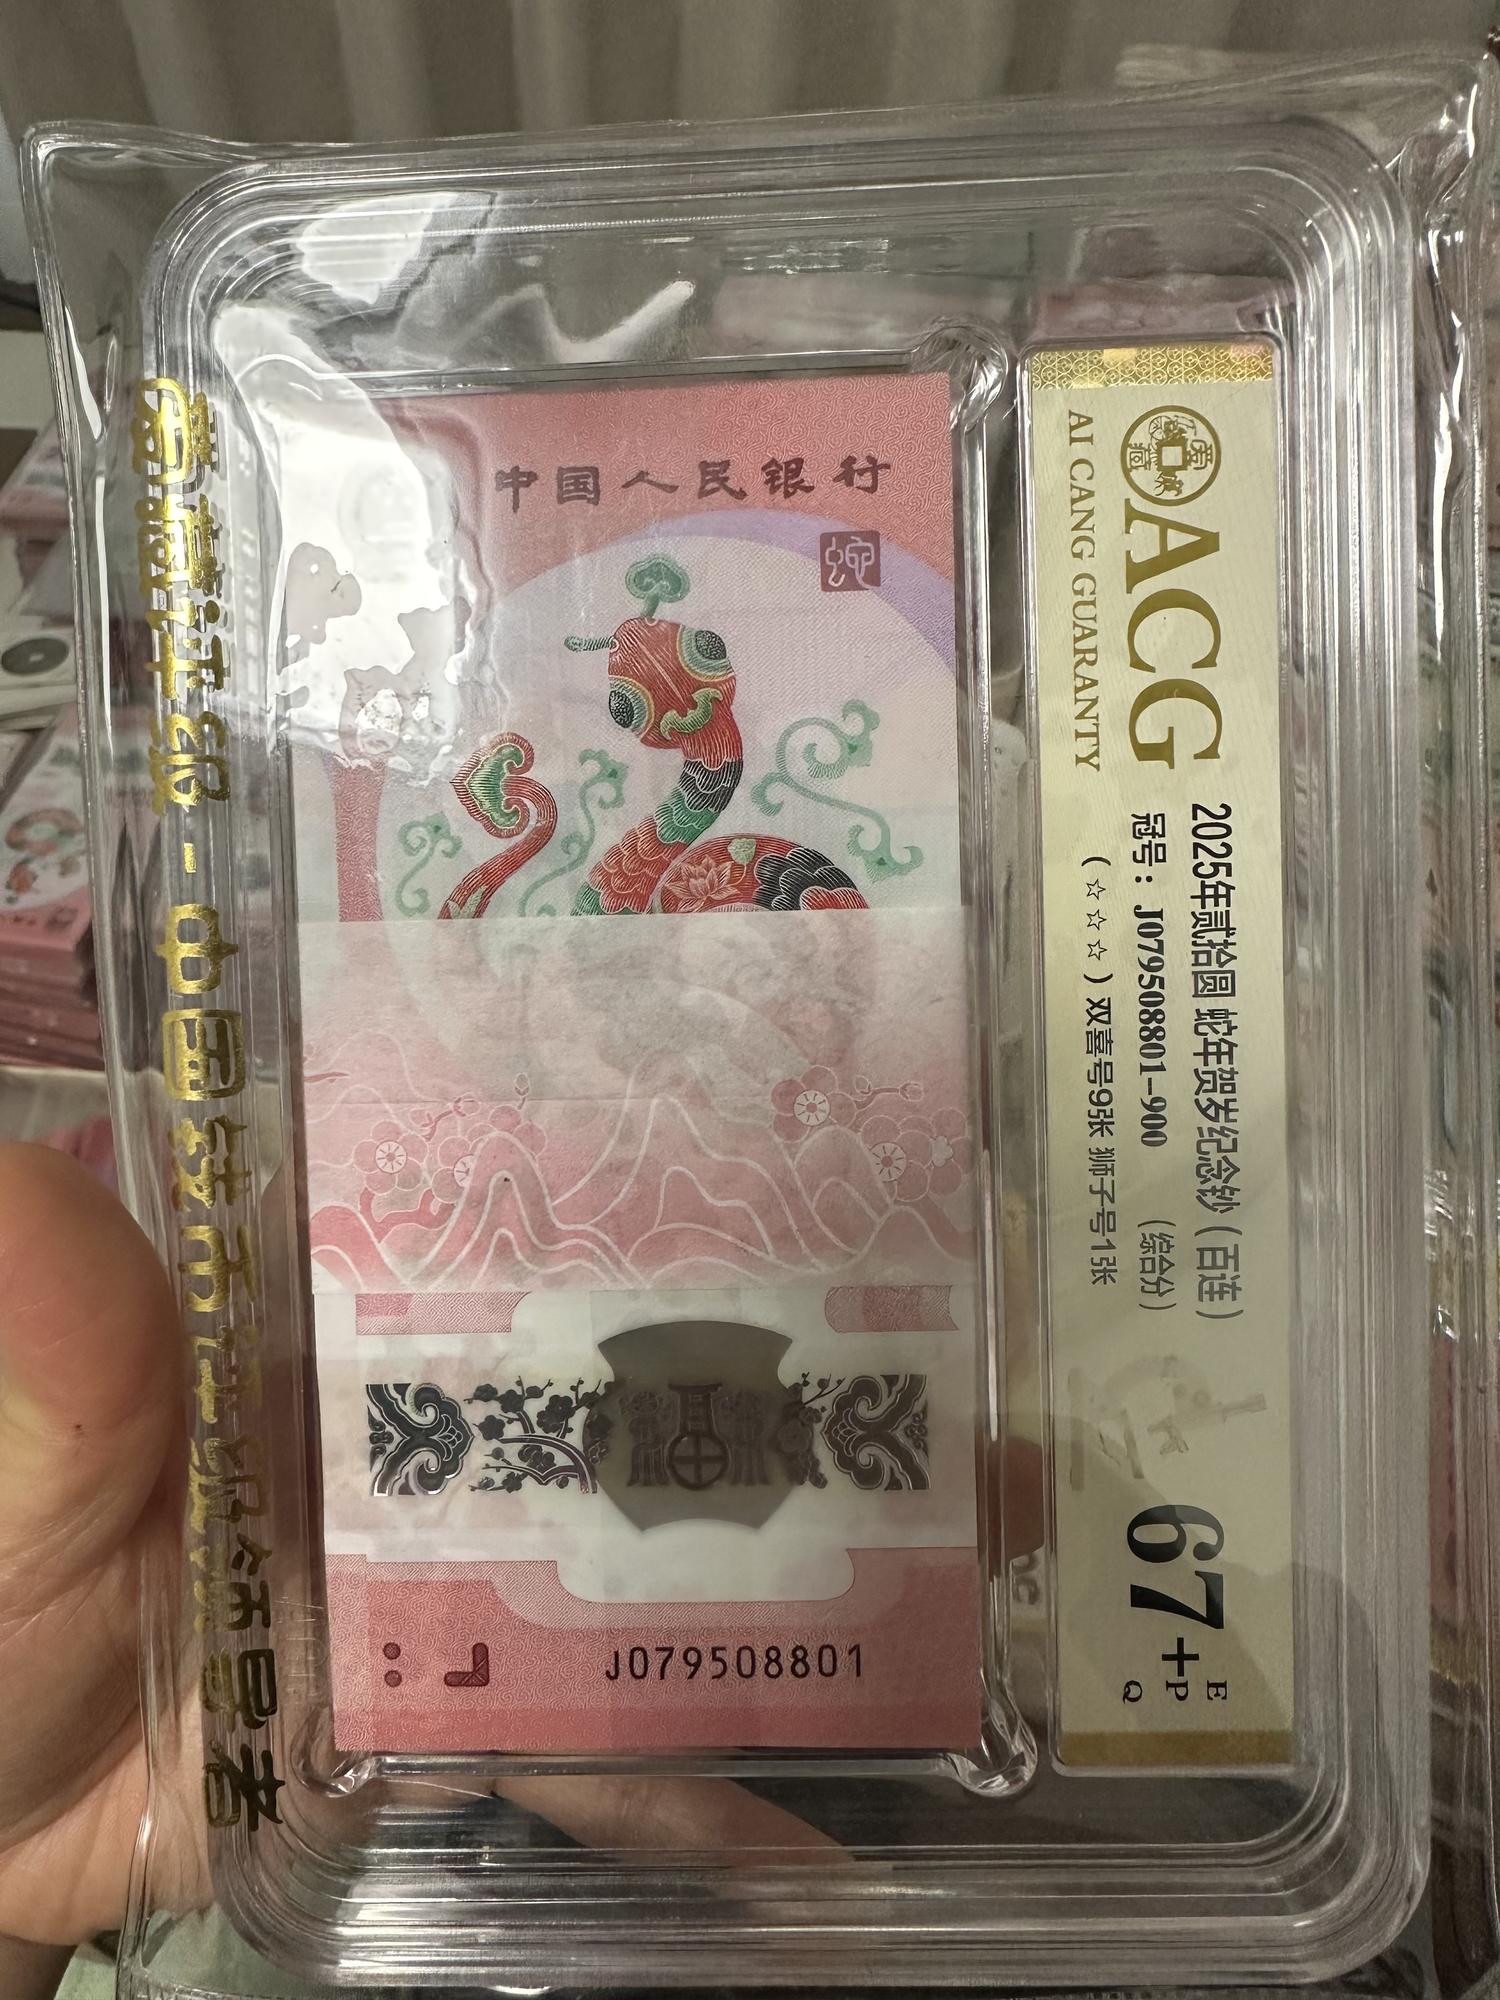 中国人民银行
蛇
J079508801
ACG
AI CANG GUARANTY
2025年贰拾圆 蛇年贺岁纪念钞（百连）
冠号：J079508801-900 （综合分）
（☆☆☆）双喜号9张 狮子号1张
67+
E
P
Q
爱藏评级-中国钱币评级领导者